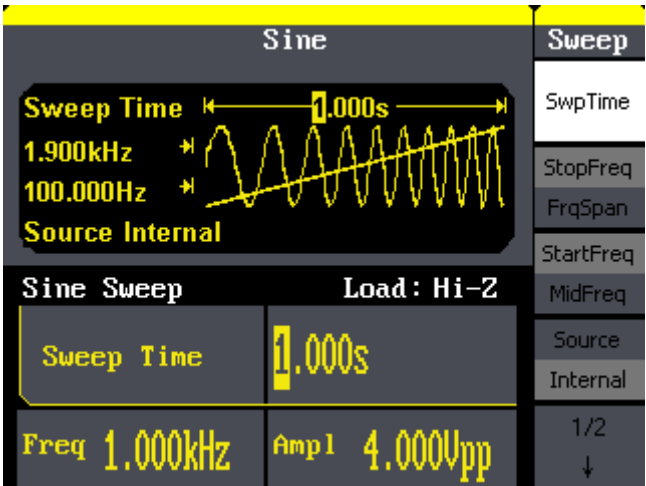 Sine
Sweep Time 1.000s
1.900kHz
100.000Hz
Source Internal
Sine Sweep Load: Hi-Z
Sweep Time 1.000s
Freq 1.000kHz Ampl 4.000Vpp
Sweep
SwpTime
StopFreq
FrqSpan
StartFreq
MidFreq
Source
Internal
1/2
↓